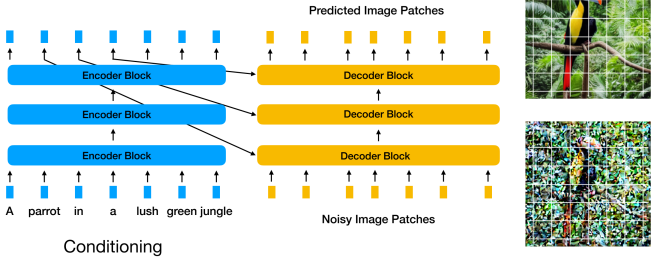 Predicted Image Patches
Encoder Block
Decoder Block
Encoder Block
Decoder Block
Encoder Block
Decoder Block
A parrot in a lush green jungle
Noisy Image Patches
Conditioning